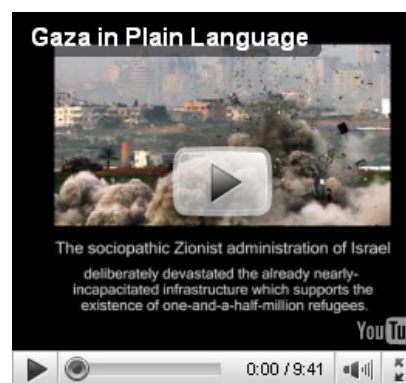 Gaza in Plain Language
The sociopathic Zionist administration of Israel
deliberately devastated the already nearly-
incapacitated infrastructure which supports the
existence of one-and-a-half-million refugees.
You Tu
0:00 / 9:41